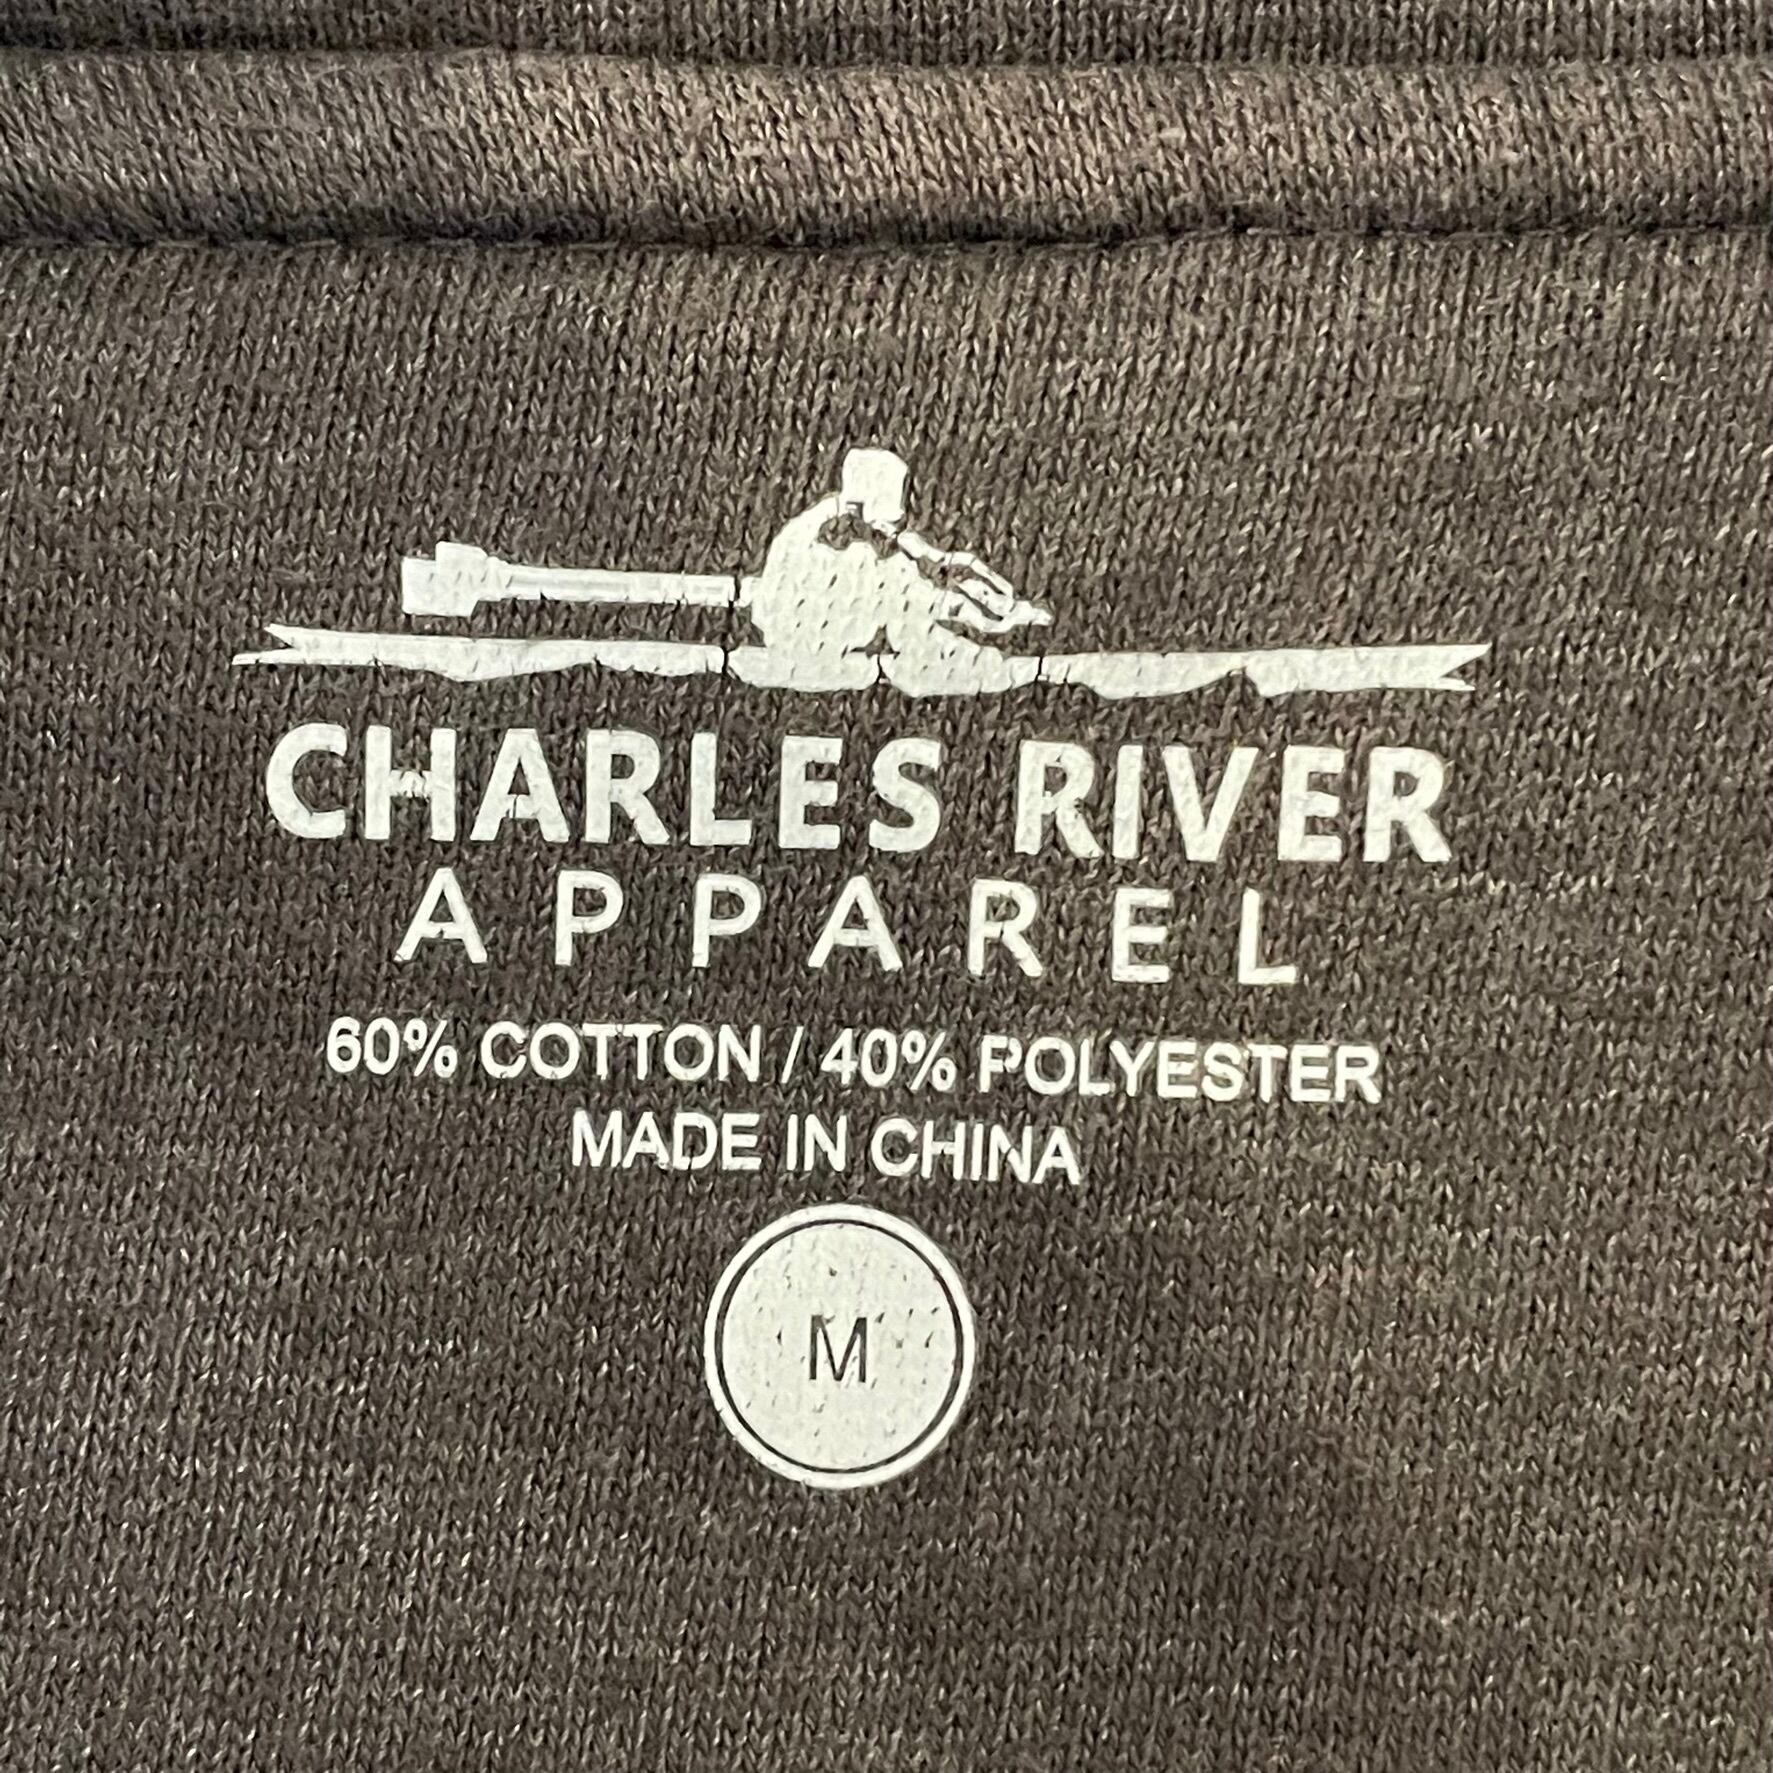 CHARLES RIVER
APPAREL
60% COTTON / 40% POLYESTER
MADE IN CHINA
M